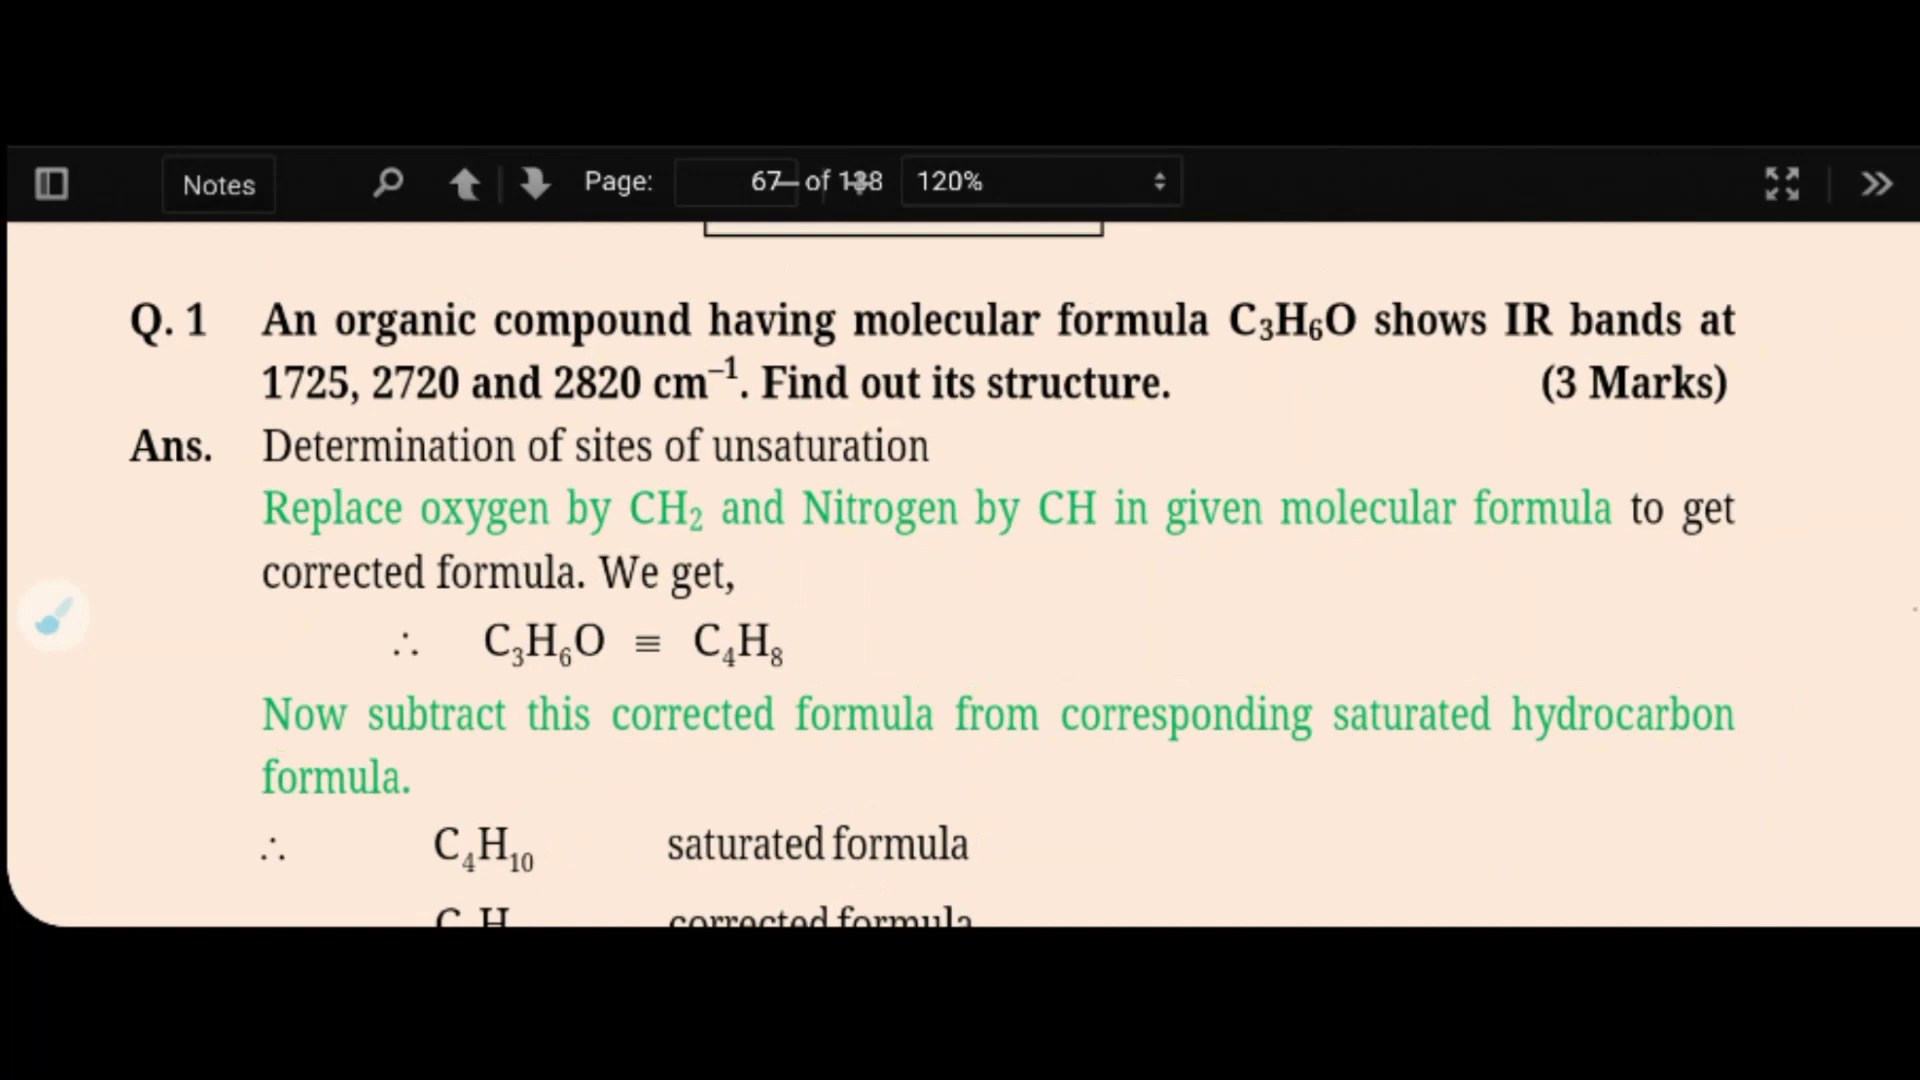 Notes Page: 67 of 138 120%
Q. 1 An organic compound having molecular formula C₃H₆O shows IR bands at
1725, 2720 and 2820 cm⁻¹. Find out its structure. (3 Marks)
Ans. Determination of sites of unsaturation
Replace oxygen by CH₂ and Nitrogen by CH in given molecular formula to get
corrected formula. We get,
∴ C₃H₆O ≡ C₄H₈
Now subtract this corrected formula from corresponding saturated hydrocarbon
formula.
∴ C₄H₁₀ saturated formula
C H corrected formula